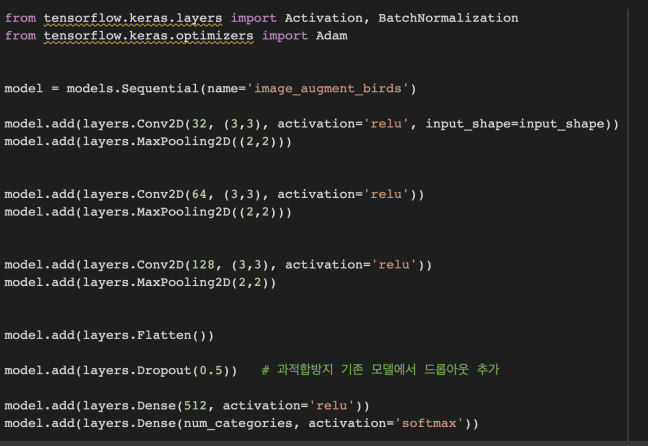 from tensorflow.keras.layers import Activation, BatchNormalization
from tensorflow.keras.optimizers import Adam
model = models.Sequential(name='image_augment_birds')
model.add(layers.Conv2D(32, (3,3), activation='relu', input_shape=input_shape))
model.add(layers.MaxPooling2D((2,2)))
model.add(layers.Conv2D(64, (3,3), activation='relu'))
model.add(layers.MaxPooling2D((2,2)))
model.add(layers.Conv2D(128, (3,3), activation='relu'))
model.add(layers.MaxPooling2D(2,2))
model.add(layers.Flatten())
model.add(layers.Dropout(0.5)) # 과적합방지 기존 모델에서 드롭아웃 추가
model.add(layers.Dense(512, activation='relu'))
model.add(layers.Dense(num_categories, activation='softmax'))